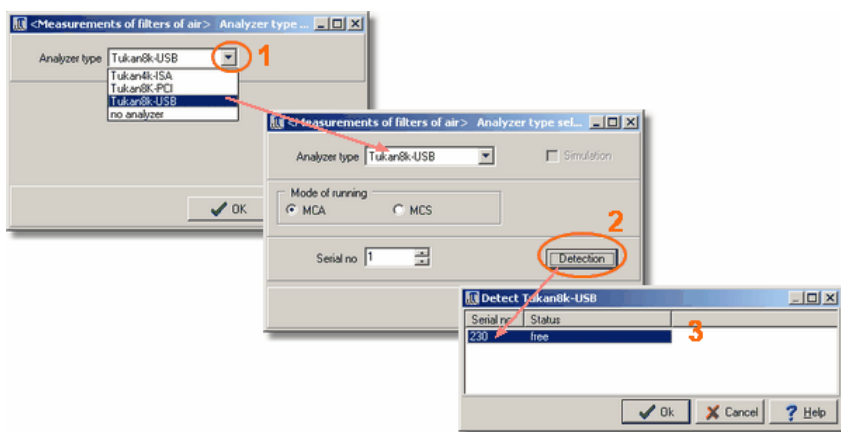 <Measurements of filters of air> Analyzer type ...
Analyzer type Tukan8k-USB
1
Tukan4k-ISA
Tukan8K-PCI
Tukan8k-USB
no analyzer
OK
<Measurements of filters of air> Analyzer type sel...
Analyzer type Tukan8k-USB Simulation
Mode of running
MCA MCS
2
Serial no 1 Detection
Detect Tukan8k-USB
Serial no Status
230 free
3
Ok Cancel ? Help